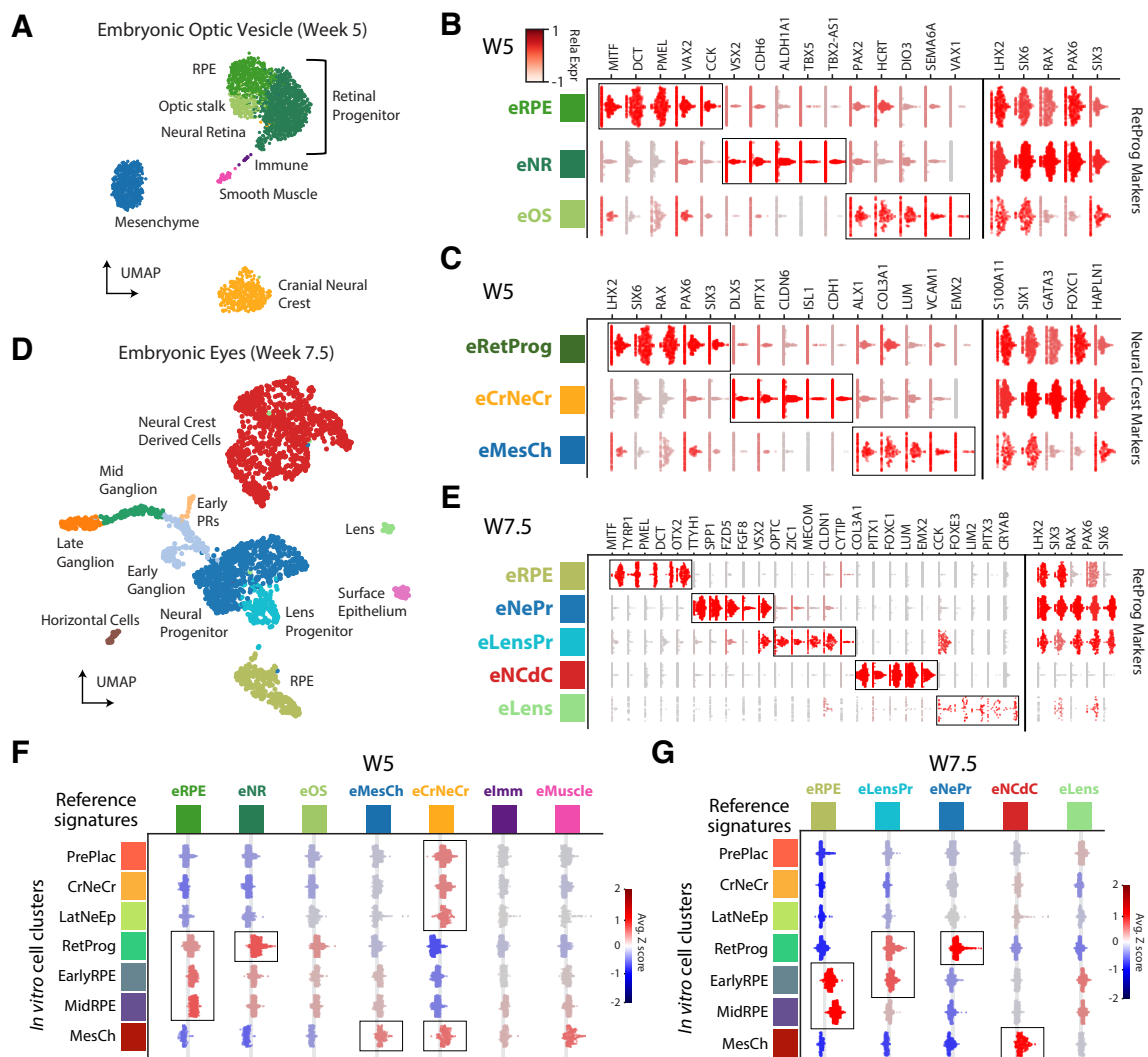 A
Embryonic Optic Vesicle (Week 5)
RPE
Optic stalk
Neural Retina
Retinal
Progenitor
Immune
Smooth Muscle
Mesenchyme
UMAP
Cranial Neural
Crest
B
W5
1
-1
Rela Expr
MITF DCT PMEL VAX2 CCK VSX2 CDH6 ALDH1A1 TBX5 TBX2-AS1 PAX2 HCRT DIO3 SEMA6A VAX1 LHX2 SIX6 RAX PAX6 SIX3
eRPE
eNR
eOS
RetProg Markers
C
W5
LHX2 SIX6 RAX PAX6 SIX3 DLX5 PITX1 CLDN6 ISL1 CDH1 ALX1 COL3A1 LUM VCAM1 EMX2 S100A11 SIX1 GATA3 FOXC1 HAPLN1
eRetProg
eCrNeCr
eMesCh
Neural Crest Markers
D
Embryonic Eyes (Week 7.5)
Neural Crest
Derived Cells
Mid
Ganglion
Early
PRs
Late
Ganglion
Lens
Early
Ganglion
Surface
Epithelium
Neural
Progenitor
Lens
Progenitor
Horizontal Cells
RPE
UMAP
E
W7.5
MITF TYRP1 PMEL DCT OTX2 TTYH1 SPP1 FZD5 FGF8 VSX2 OPTC ZIC1 MECOM CLDN1 CYTIP COL3A1 PITX1 FOXC1 LUM EMX2 CCK FOXE3 LIM2 PITX3 CRYAB LHX2 SIX3 RAX PAX6 SIX6
eRPE
eNePr
eLensPr
eNCdC
eLens
RetProg Markers
F
W5
Reference
signatures
eRPE eNR eOS eMesCh eCrNeCr eImm eMuscle
PrePlac
CrNeCr
LatNeEp
RetProg
EarlyRPE
MidRPE
MesCh
In vitro cell clusters
2
1
0
-1
-2
Avg. Z score
G
W7.5
Reference
signatures
eRPE eLensPr eNePr eNCdC eLens
PrePlac
CrNeCr
LatNeEp
RetProg
EarlyRPE
MidRPE
MesCh
In vitro cell clusters
2
1
0
-1
-2
Avg. Z score